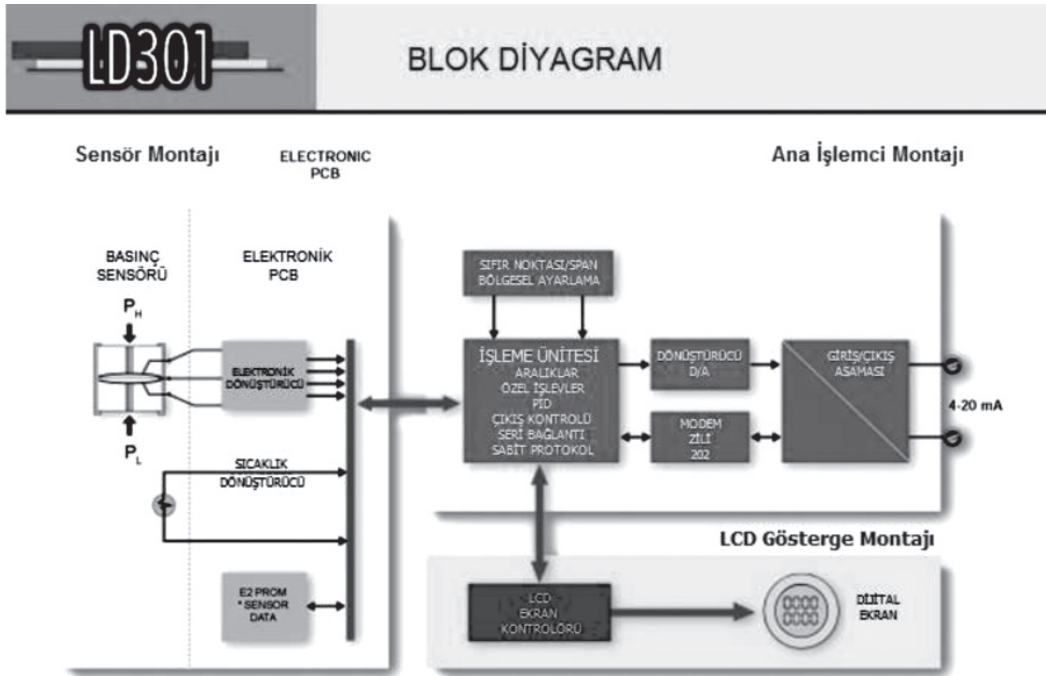 LD301
BLOK DİYAGRAM
Sensör Montajı
ELECTRONIC
PCB
Ana İşlemci Montajı
BASINÇ
SENSÖRÜ
ELEKTRONİK
PCB
P_H
P_L
ELEKTRONİK
DÖNÜŞTÜRÜCÜ
SICAKLIK
DÖNÜŞTÜRÜCÜ
E2 PROM
* SENSOR
DATA
SIFIR NOKTASI/SPAN
BÖLGESEL AYARLAMA
İŞLEME ÜNİTESİ
ARALIKLAR
ÖZEL İŞLEVLER
PID
ÇIKIŞ KONTROLÜ
SERİ BAĞLANTI
SABİT PROTOKOL
DÖNÜŞTÜRÜCÜ
D/A
MODEM
ZİLİ
202
GİRİŞ/ÇIKIŞ
ASAMASI
4-20 mA
LCD Gösterge Montajı
LCD
EKRAN
KONTROLÖRÜ
DİJİTAL
EKRAN